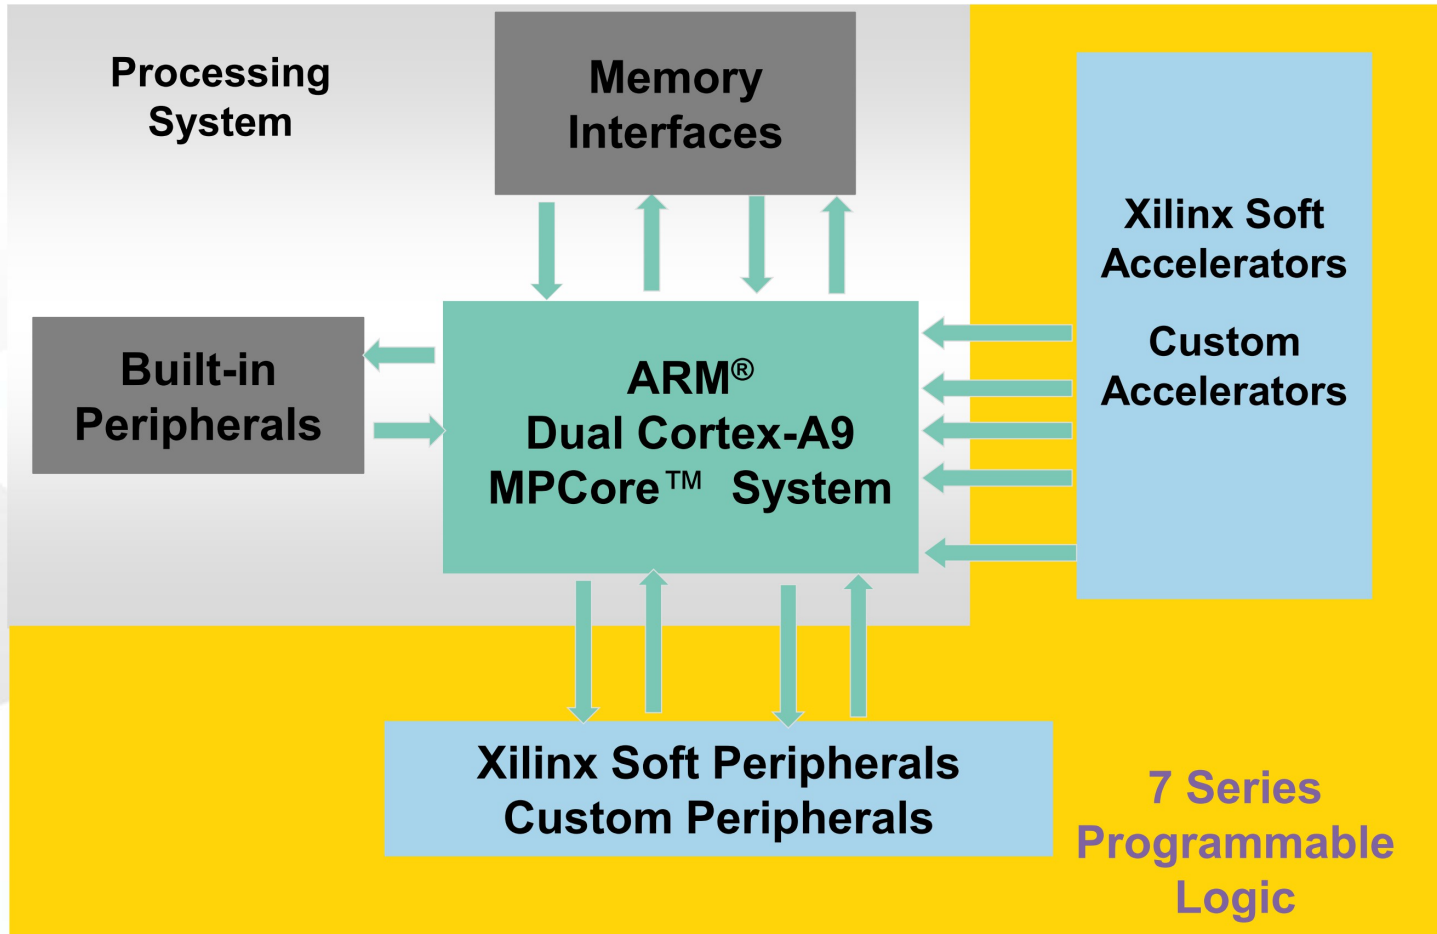 Processing
System
Memory
Interfaces
Xilinx Soft
Accelerators
Custom
Accelerators
Built-in
Peripherals
ARM®
Dual Cortex-A9
MPCore™ System
Xilinx Soft Peripherals
Custom Peripherals
7 Series
Programmable
Logic